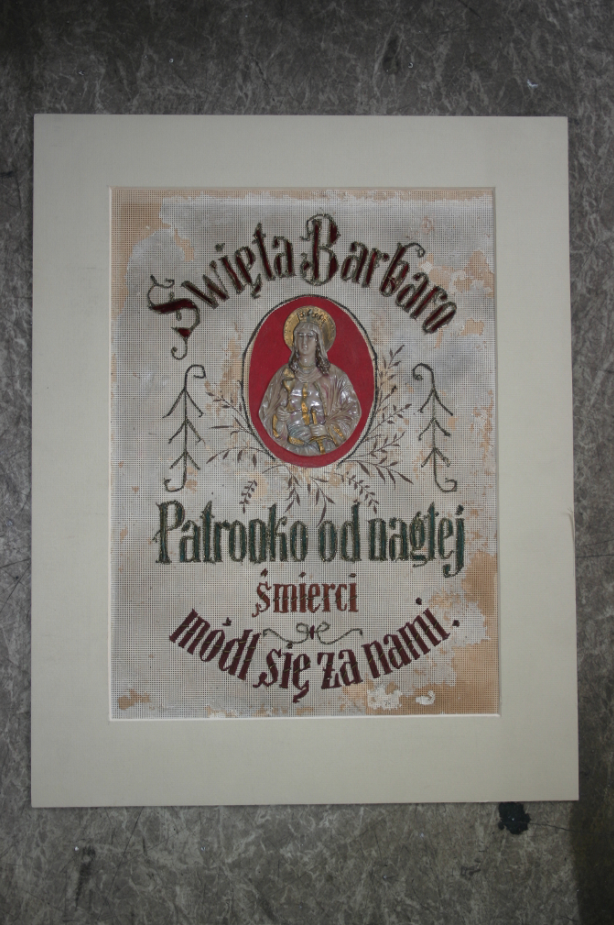 Święta Barbaro
Patronko od nagłej
śmierci
módl się za nami.